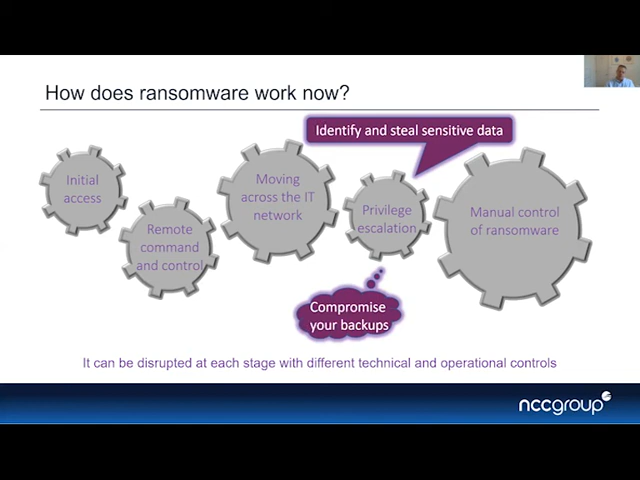 How does ransomware work now?
Identify and steal sensitive data
Initial
access
Remote
command
and control
Moving
across the IT
network
Privilege
escalation
Manual control
of ransomware
Compromise
your backups
It can be disrupted at each stage with different technical and operational controls
nccgroup